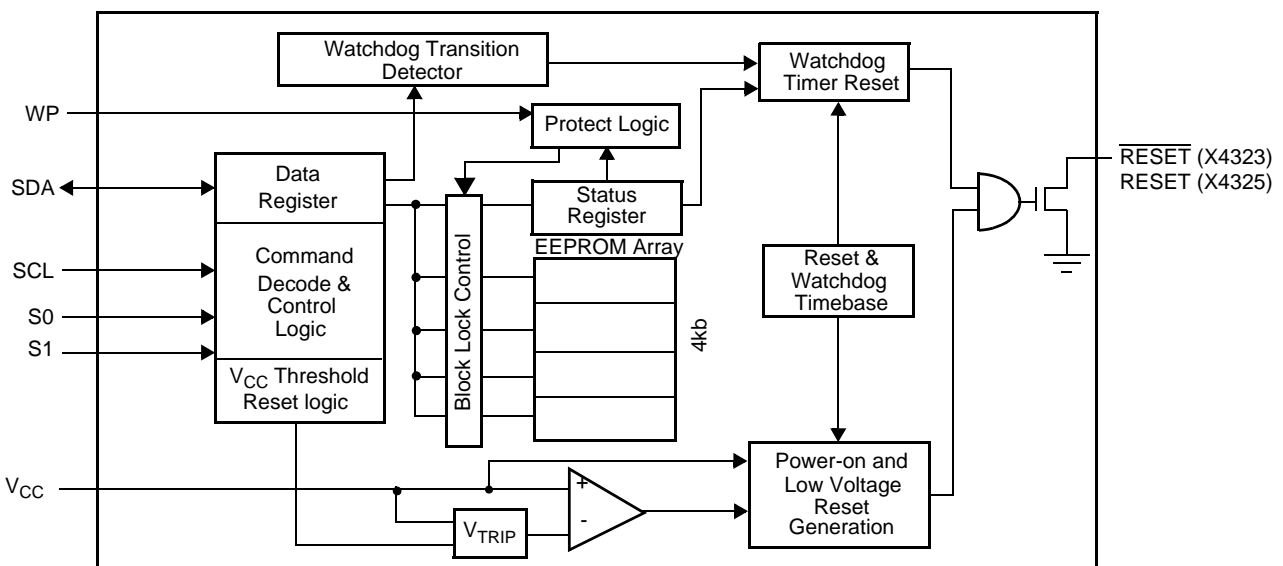 Watchdog Transition
Detector
Watchdog
Timer Reset
WP
Protect Logic
RESET (X4323)
RESET (X4325)
SDA
Data
Register
Status
Register
EEPROM Array
SCL
Command
Decode &
Control
Logic
Block Lock Control
Reset &
Watchdog
Timebase
S0
4kb
S1
VCC Threshold
Reset logic
VCC
+
-
VTRIP
Power-on and
Low Voltage
Reset
Generation